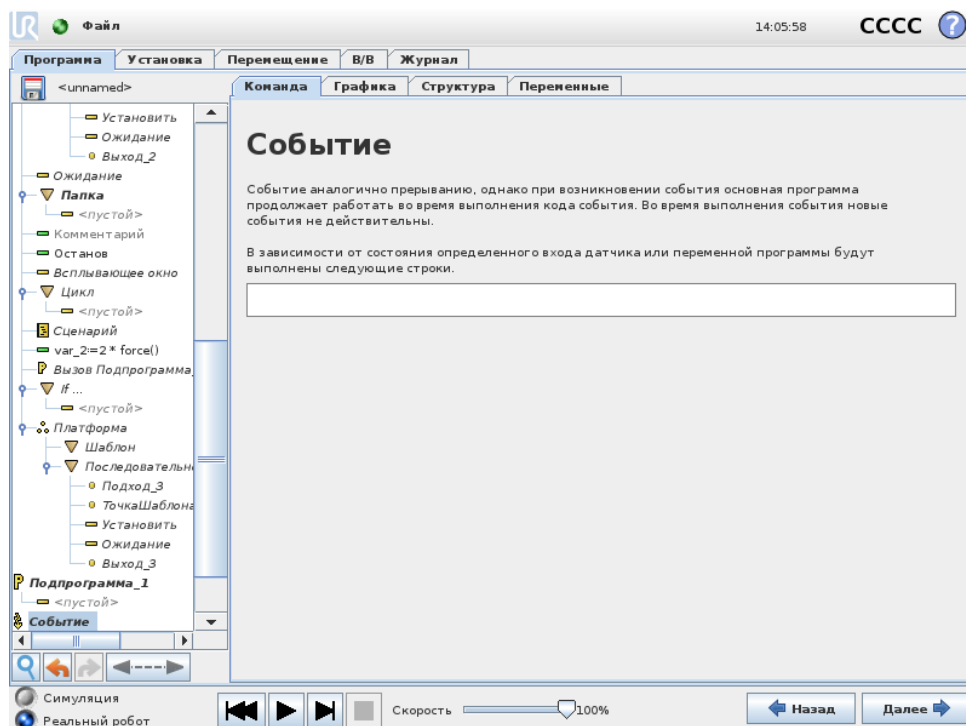 UR Файл 14:05:58 CCCC ?
Программа Установка Перемещение В/В Журнал
<unnamed>
Команда Графика Структура Переменные
Установить
Ожидание
Выход_2
Ожидание
Папка
<пустой>
Комментарий
Останов
Всплывающее окно
Цикл
<пустой>
Сценарий
var_2:=2 * force()
Вызов Подпрограмма_
If ...
<пустой>
Платформа
Шаблон
Последовательн
Подход_3
ТочкаШаблона
Установить
Ожидание
Выход_3
Подпрограмма_1
<пустой>
Событие
Событие
Событие аналогично прерыванию, однако при возникновении события основная программа
продолжает работать во время выполнения кода события. Во время выполнения события новые
события не действительны.
В зависимости от состояния определенного входа датчика или переменной программы будут
выполнены следующие строки.
Симуляция
Реальный робот
Скорость 100%
Назад Далее